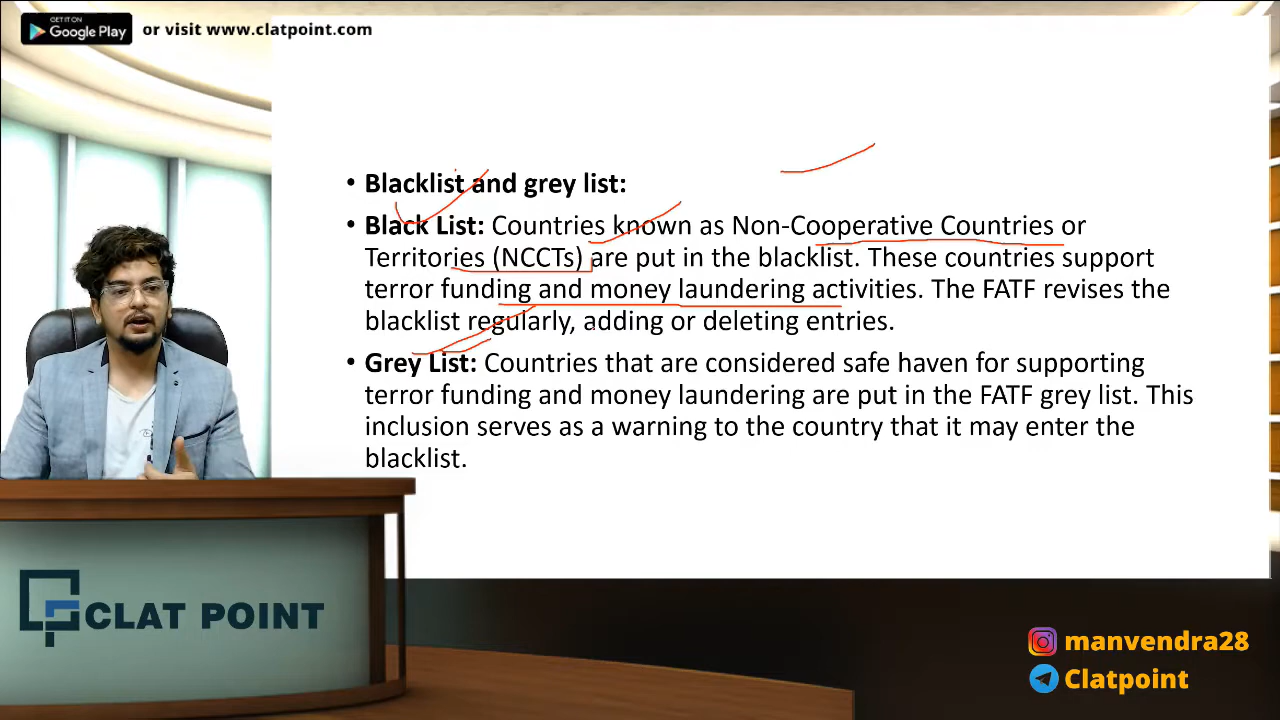 GET IT ON
Google Play
or visit www.clatpoint.com
• Blacklist and grey list:
• Black List: Countries known as Non-Cooperative Countries or
Territories (NCCTs) are put in the blacklist. These countries support
terror funding and money laundering activities. The FATF revises the
blacklist regularly, adding or deleting entries.
• Grey List: Countries that are considered safe haven for supporting
terror funding and money laundering are put in the FATF grey list. This
inclusion serves as a warning to the country that it may enter the
blacklist.
CLAT POINT
manvendra28
Clatpoint